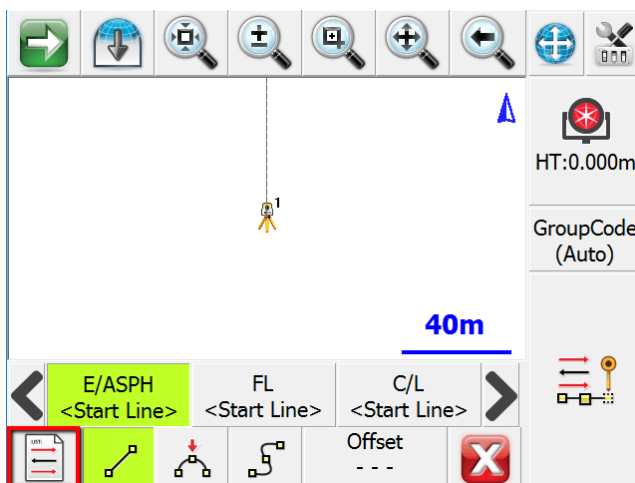 HT:0.000m
1
GroupCode
(Auto)
40m
E/ASPH
<Start Line>
FL
<Start Line>
C/L
<Start Line>
LIST:
Offset
- - -